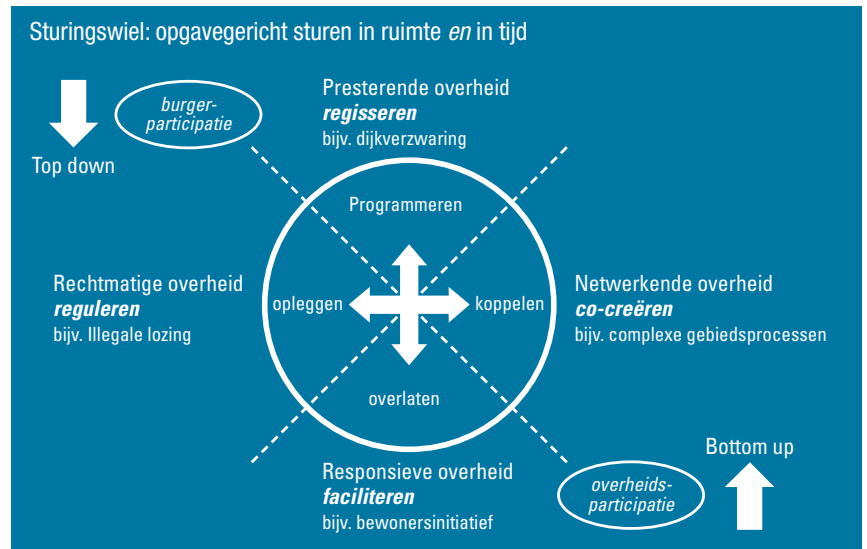 Sturingswiel: opgavegericht sturen in ruimte en in tijd
burger-
participatie
Top down
Presterende overheid
regisseren
bijv. dijkverzwaring
Programmeren
Rechtmatige overheid
reguleren
bijv. Illegale lozing
opleggen
koppelen
Netwerkende overheid
co-creëren
bijv. complexe gebiedsprocessen
overlaten
Responsieve overheid
faciliteren
bijv. bewonersinitiatief
Bottom up
overheids-
participatie